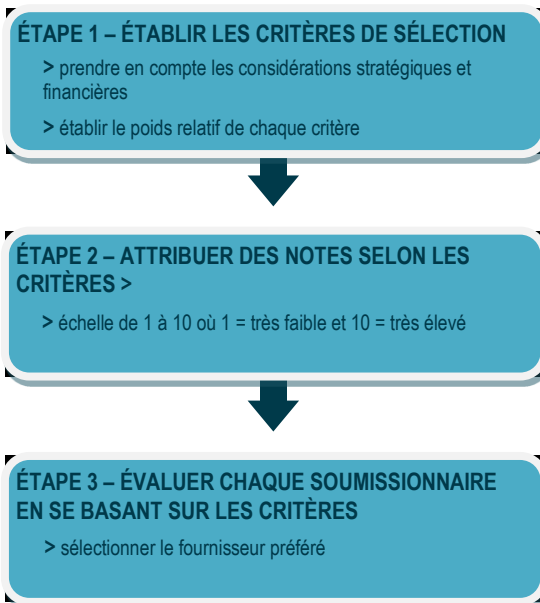 ÉTAPE 1 – ÉTABLIR LES CRITÈRES DE SÉLECTION
> prendre en compte les considérations stratégiques et
financières
> établir le poids relatif de chaque critère
ÉTAPE 2 – ATTRIBUER DES NOTES SELON LES
CRITÈRES >
> échelle de 1 à 10 où 1 = très faible et 10 = très élevé
ÉTAPE 3 – ÉVALUER CHAQUE SOUMISSIONNAIRE
EN SE BASANT SUR LES CRITÈRES
> sélectionner le fournisseur préféré